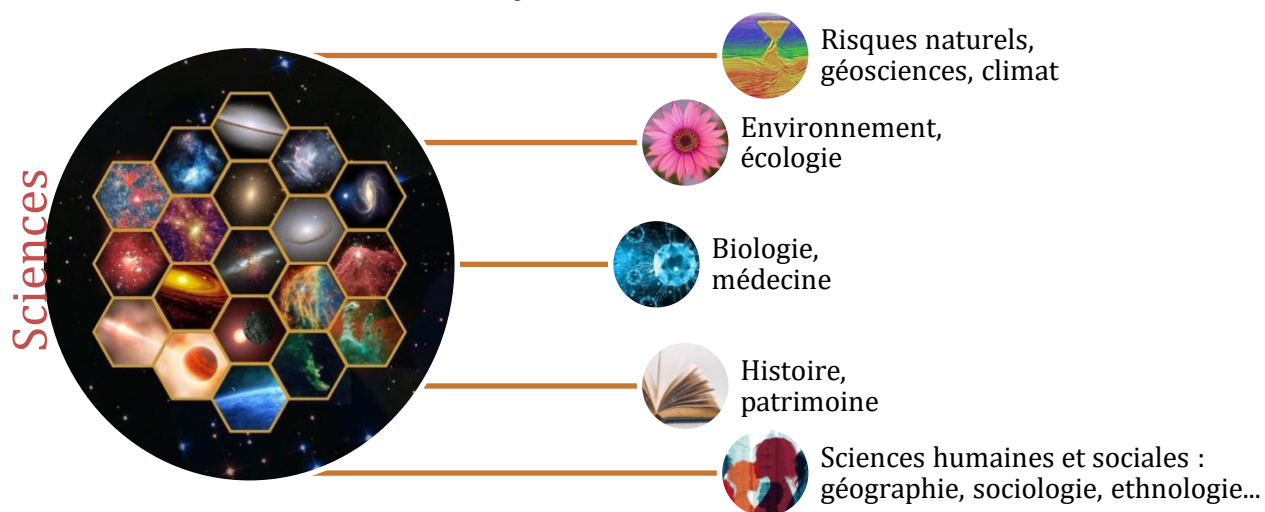 Sciences
Risques naturels,
géosciences, climat
Environnement,
écologie
Biologie,
médecine
Histoire,
patrimoine
Sciences humaines et sociales :
géographie, sociologie, ethnologie...